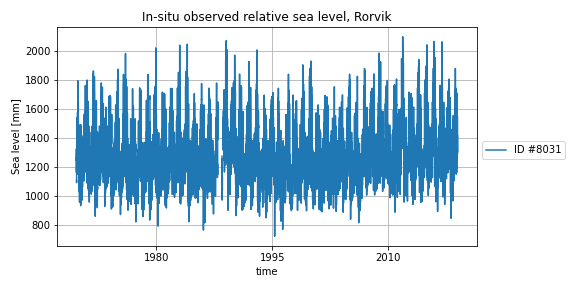 In-situ observed relative sea level, Rorvik
Sea level [mm]
2000
1800
1600
1400
1200
1000
800
1980
1995
2010
time
ID #8031